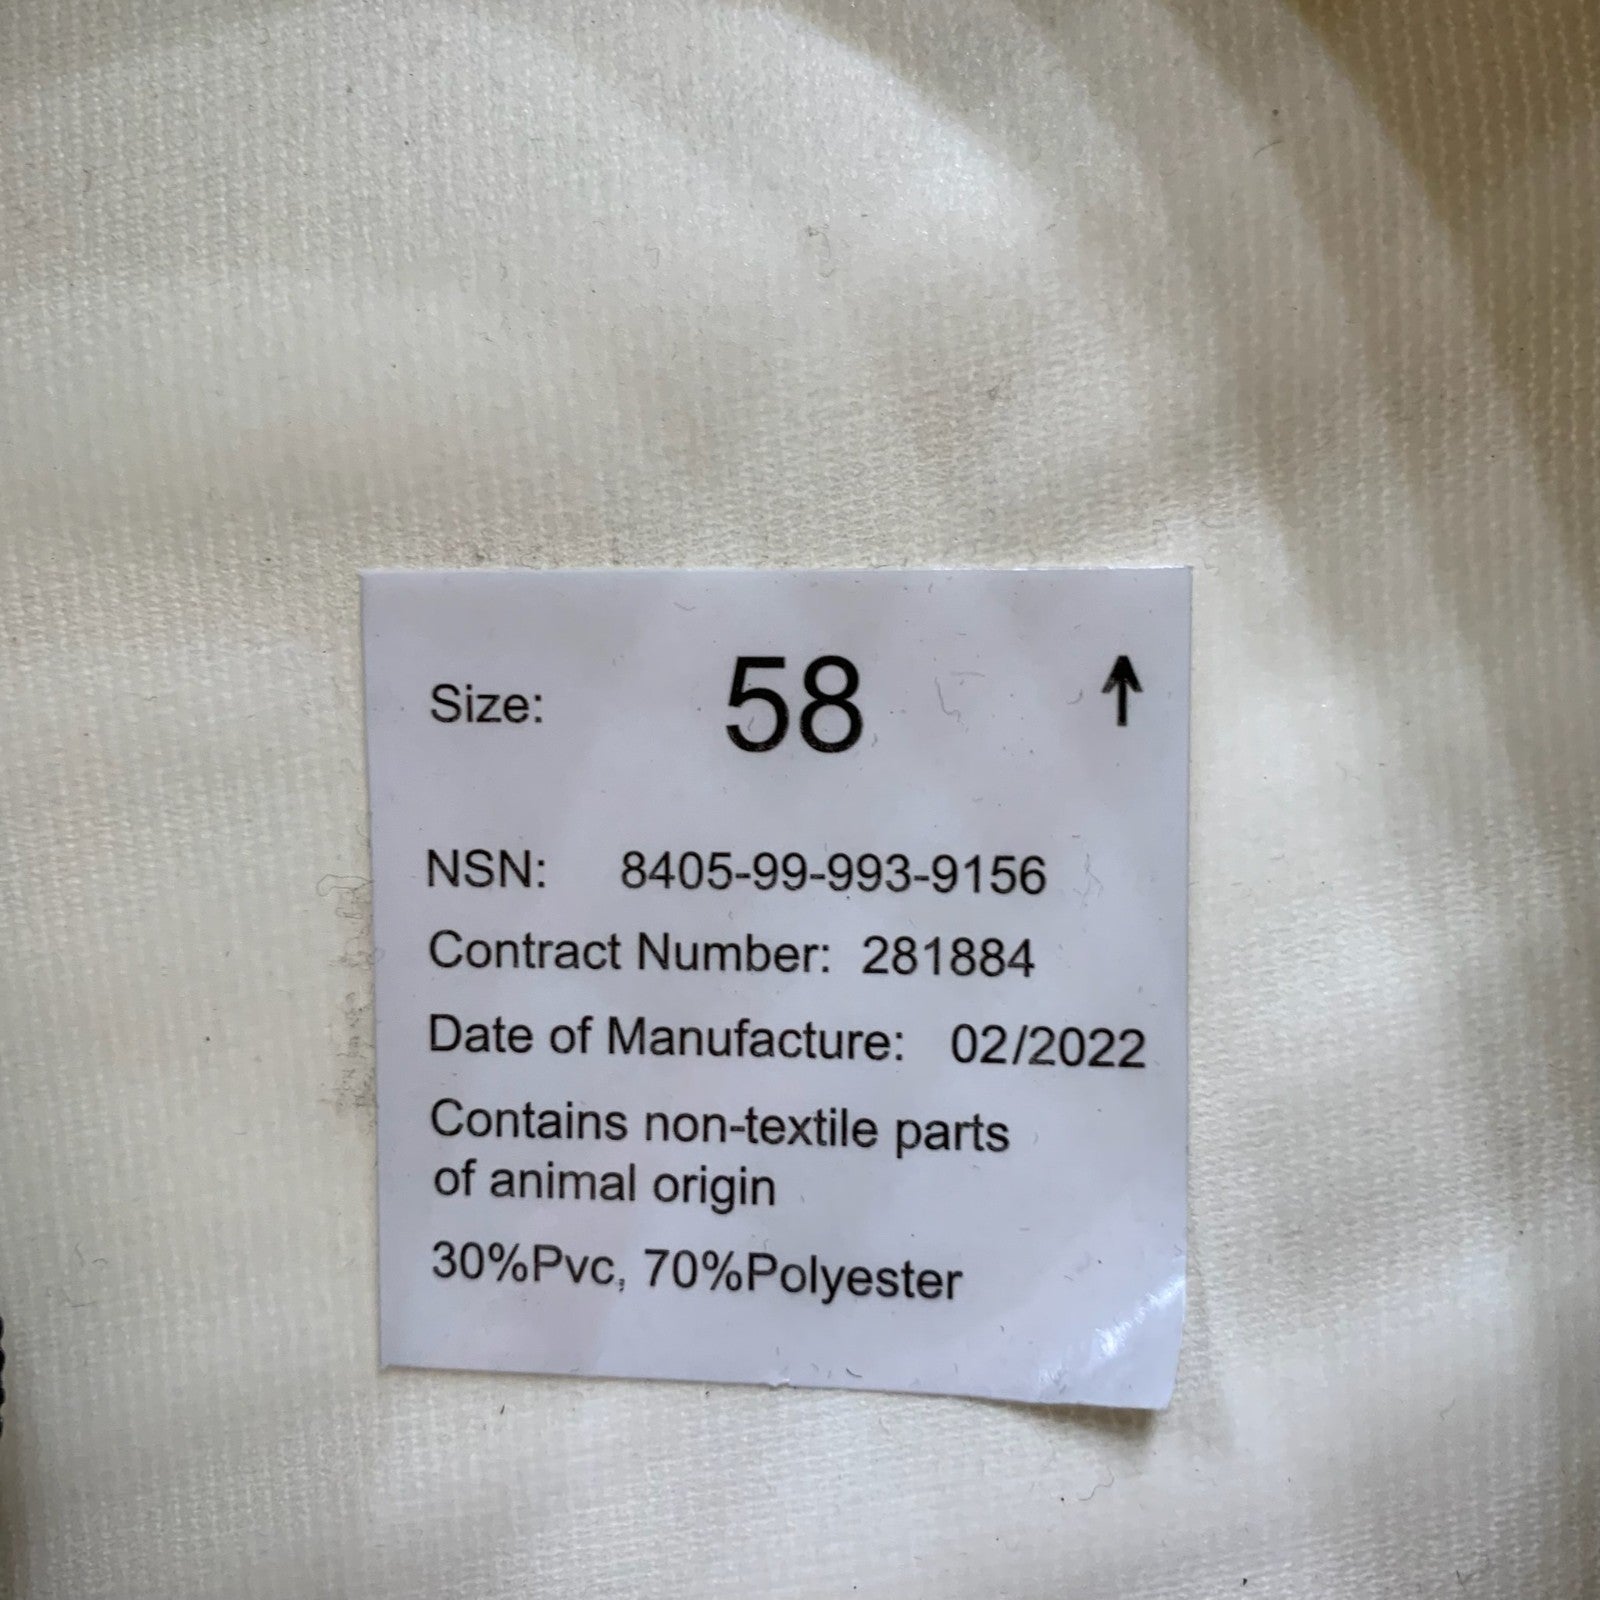 Size: 58 ↑
NSN: 8405-99-993-9156
Contract Number: 281884
Date of Manufacture: 02/2022
Contains non-textile parts
of animal origin
30%Pvc, 70%Polyester